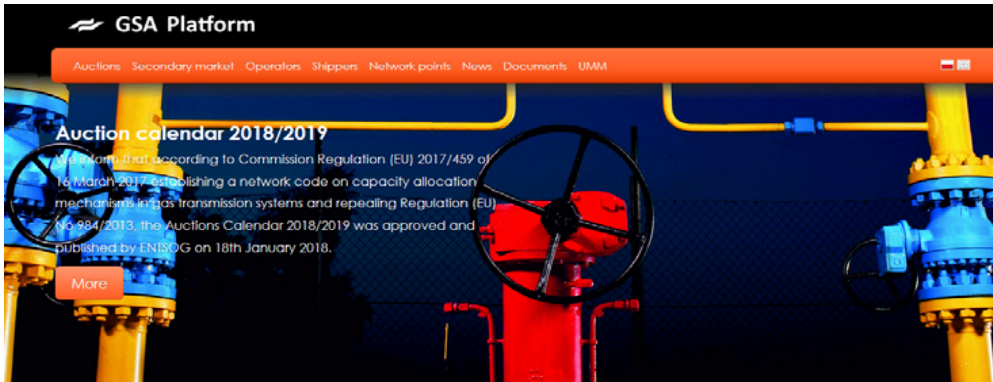 GSA Platform
Auctions Secondary market Operators Shippers Network points News Documents UMM
Auction calendar 2018/2019
We inform that according to Commission Regulation (EU) 2017/459 of
16 March 2017 establishing a network code on capacity allocation
mechanisms in gas transmission systems and repealing Regulation (EU)
No 984/2013, the Auctions Calendar 2018/2019 was approved and
published by ENTSOG on 18th January 2018.
More